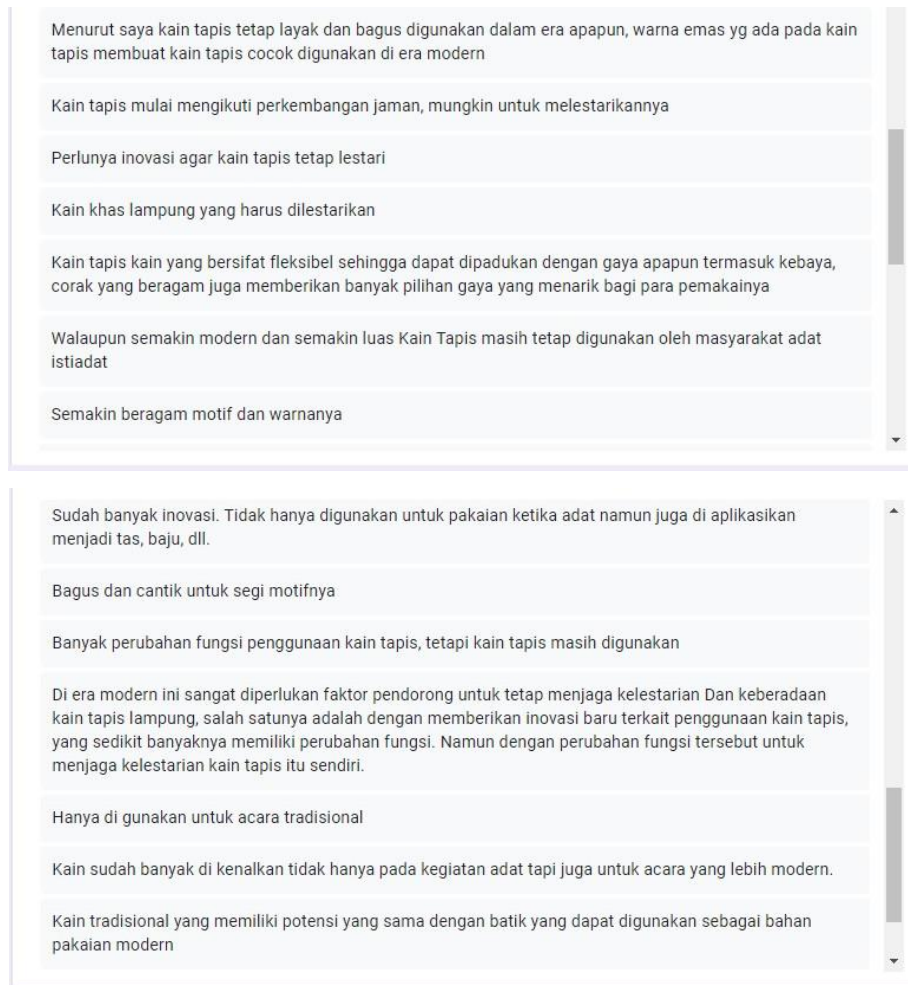 Menurut saya kain tapis tetap layak dan bagus digunakan dalam era apapun, warna emas yg ada pada kain
tapis membuat kain tapis cocok digunakan di era modern
Kain tapis mulai mengikuti perkembangan jaman, mungkin untuk melestarikannya
Perlunya inovasi agar kain tapis tetap lestari
Kain khas lampung yang harus dilestarikan
Kain tapis kain yang bersifat fleksibel sehingga dapat dipadukan dengan gaya apapun termasuk kebaya,
corak yang beragam juga memberikan banyak pilihan gaya yang menarik bagi para pemakainya
Walaupun semakin modern dan semakin luas Kain Tapis masih tetap digunakan oleh masyarakat adat
istiadat
Semakin beragam motif dan warnanya
Sudah banyak inovasi. Tidak hanya digunakan untuk pakaian ketika adat namun juga di aplikasikan
menjadi tas, baju, dll.
Bagus dan cantik untuk segi motifnya
Banyak perubahan fungsi penggunaan kain tapis, tetapi kain tapis masih digunakan
Di era modern ini sangat diperlukan faktor pendorong untuk tetap menjaga kelestarian Dan keberadaan
kain tapis lampung, salah satunya adalah dengan memberikan inovasi baru terkait penggunaan kain tapis,
yang sedikit banyaknya memiliki perubahan fungsi. Namun dengan perubahan fungsi tersebut untuk
menjaga kelestarian kain tapis itu sendiri.
Hanya di gunakan untuk acara tradisional
Kain sudah banyak di kenalkan tidak hanya pada kegiatan adat tapi juga untuk acara yang lebih modern.
Kain tradisional yang memiliki potensi yang sama dengan batik yang dapat digunakan sebagai bahan
pakaian modern